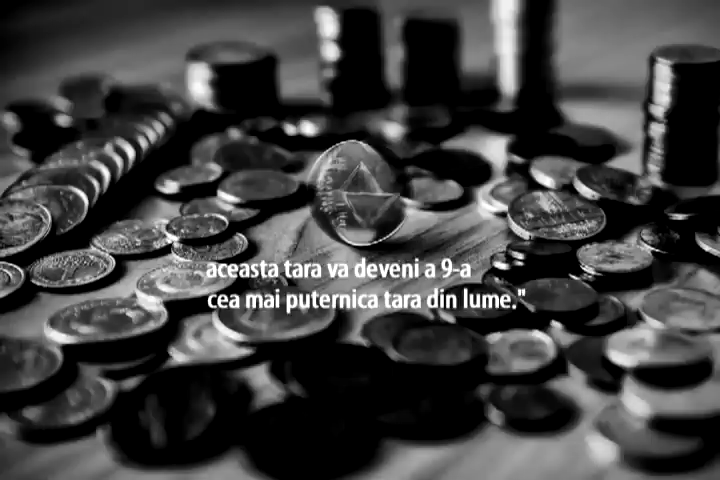 aceasta tara va deveni a 9-a
cea mai puternica tara din lume."